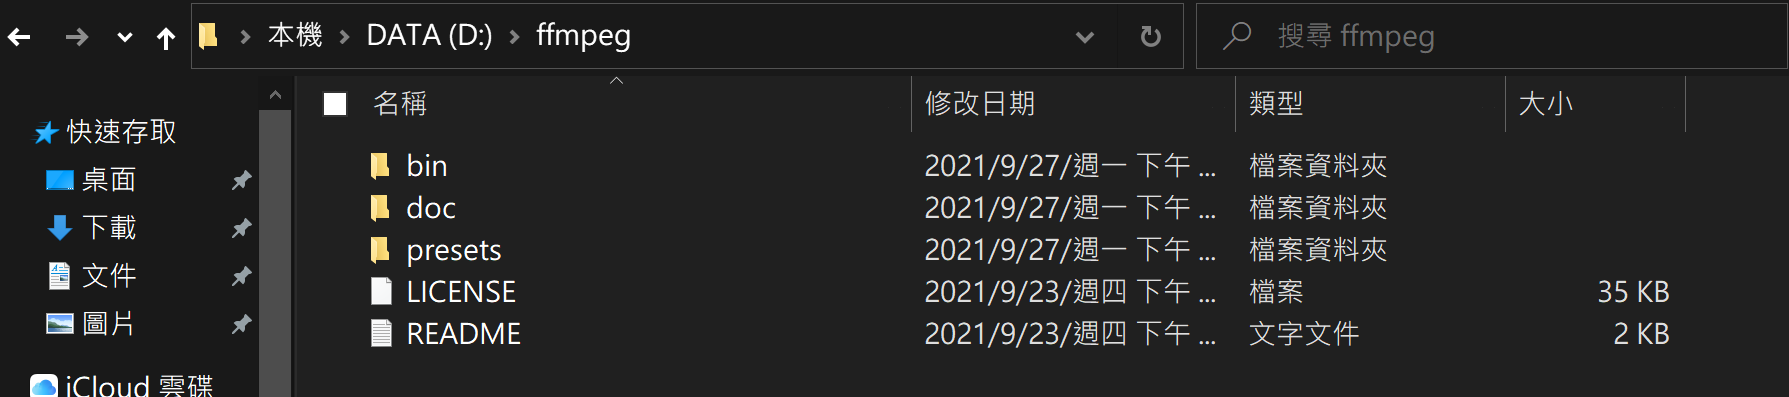 本機 DATA (D:) ffmpeg 搜尋 ffmpeg
名稱 修改日期 類型 大小
快速存取
桌面
下載
文件
圖片
iCloud 雲碟
bin 2021/9/27/週一 下午 ... 檔案資料夾
doc 2021/9/27/週一 下午 ... 檔案資料夾
presets 2021/9/27/週一 下午 ... 檔案資料夾
LICENSE 2021/9/23/週四 下午 ... 檔案 35 KB
README 2021/9/23/週四 下午 ... 文字文件 2 KB